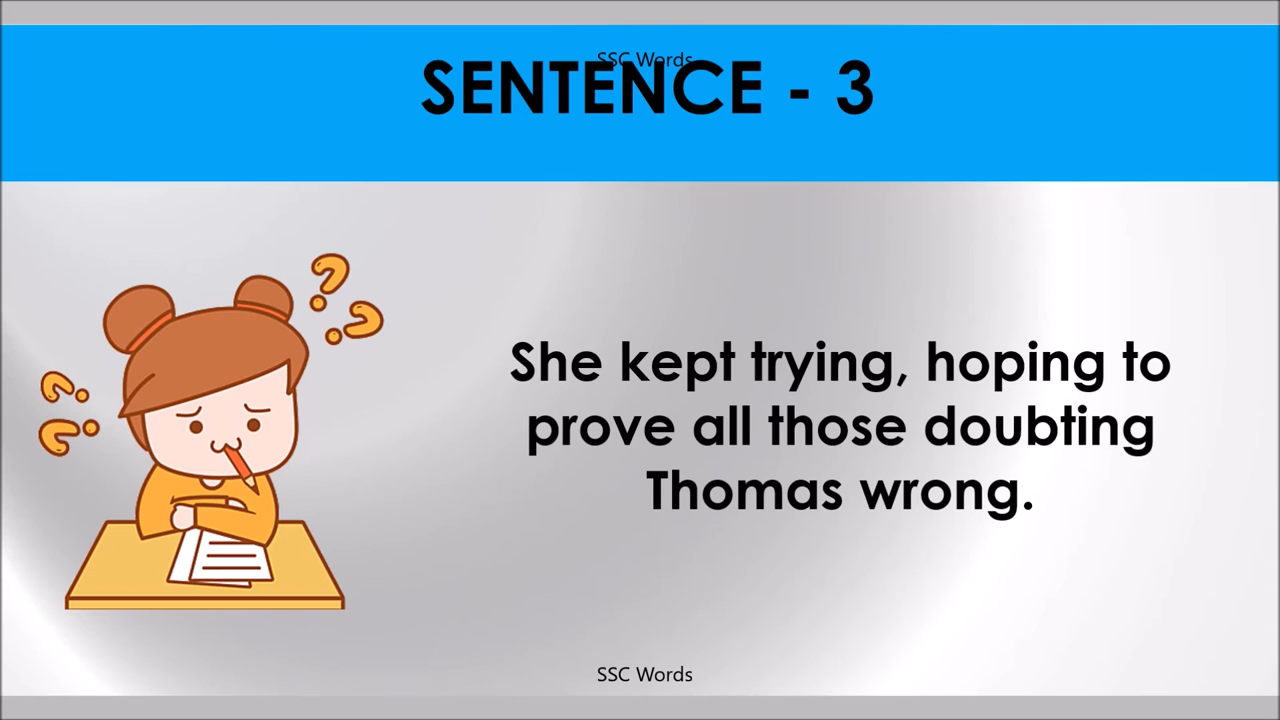 SSC Words
SENTENCE - 3
She kept trying, hoping to
prove all those doubting
Thomas wrong.
SSC Words